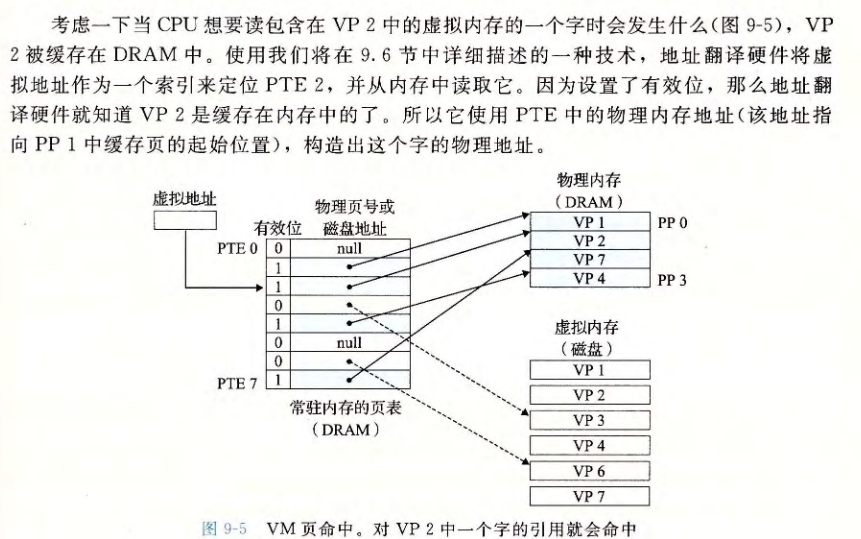 考虑一下当 CPU 想要读包含在 VP 2 中的虚拟内存的一个字时会发生什么(图 9-5)，VP
2 被缓存在 DRAM 中。使用我们将在 9.6 节中详细描述的一种技术，地址翻译硬件将虚
拟地址作为一个索引来定位 PTE 2，并从内存中读取它。因为设置了有效位，那么地址翻
译硬件就知道 VP 2 是缓存在内存中的了。所以它使用 PTE 中的物理内存地址(该地址指
向 PP 1 中缓存页的起始位置)，构造出这个字的物理地址。
虚拟地址
有效位
物理页号或
磁盘地址
PTE 0 0 null
1
1
0
1
0 null
0
PTE 7 1
常驻内存的页表
（DRAM）
物理内存
（DRAM）
VP 1 PP 0
VP 2
VP 7
VP 4 PP 3
虚拟内存
（磁盘）
VP 1
VP 2
VP 3
VP 4
VP 6
VP 7
图 9-5 VM 页命中。对 VP 2 中一个字的引用就会命中